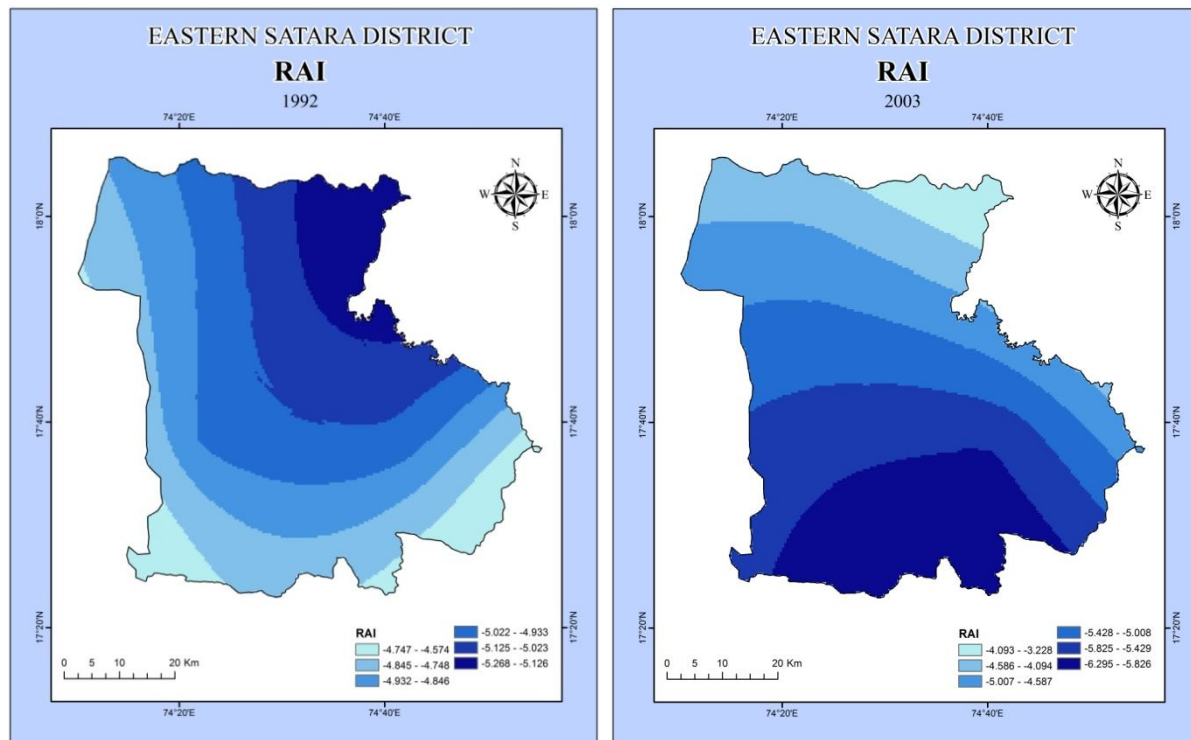 EASTERN SATARA DISTRICT
RAI
1992
74°20'E 74°40'E
N
W E
S
18°0'N 18°0'N
17°40'N 17°40'N
17°20'N 17°20'N
RAI
-4.747 - -4.574
-4.845 - -4.748
-4.932 - -4.846
-5.022 - -4.933
-5.125 - -5.023
-5.268 - -5.126
0 5 10 20 Km
74°20'E 74°40'E
EASTERN SATARA DISTRICT
RAI
2003
74°20'E 74°40'E
N
W E
S
18°0'N 18°0'N
17°40'N 17°40'N
17°20'N 17°20'N
RAI
-4.093 - -3.228
-4.586 - -4.094
-5.007 - -4.587
-5.428 - -5.008
-5.825 - -5.429
-6.295 - -5.826
0 5 10 20 Km
74°20'E 74°40'E